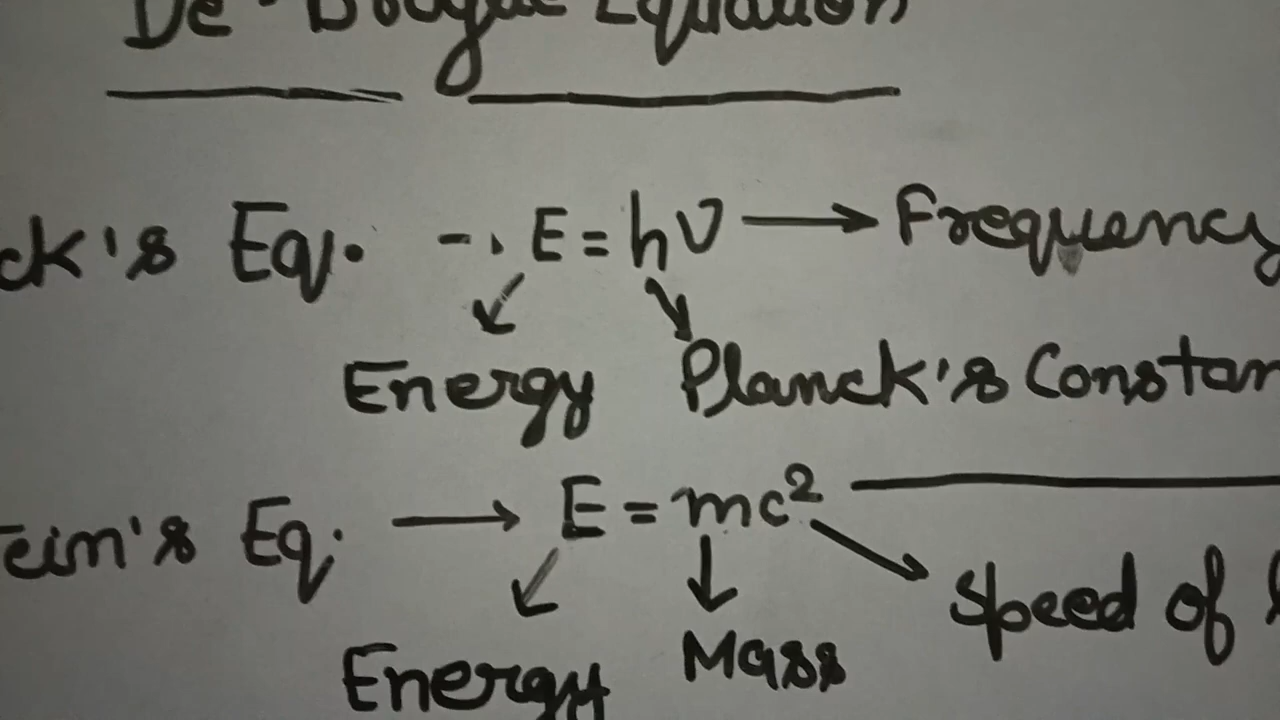 De Broglie Equation
ck's Eq. -→ E = hν → Frequency
Energy Planck's Constan
ein's Eq. → E = mc²
Speed of
Energy Mass